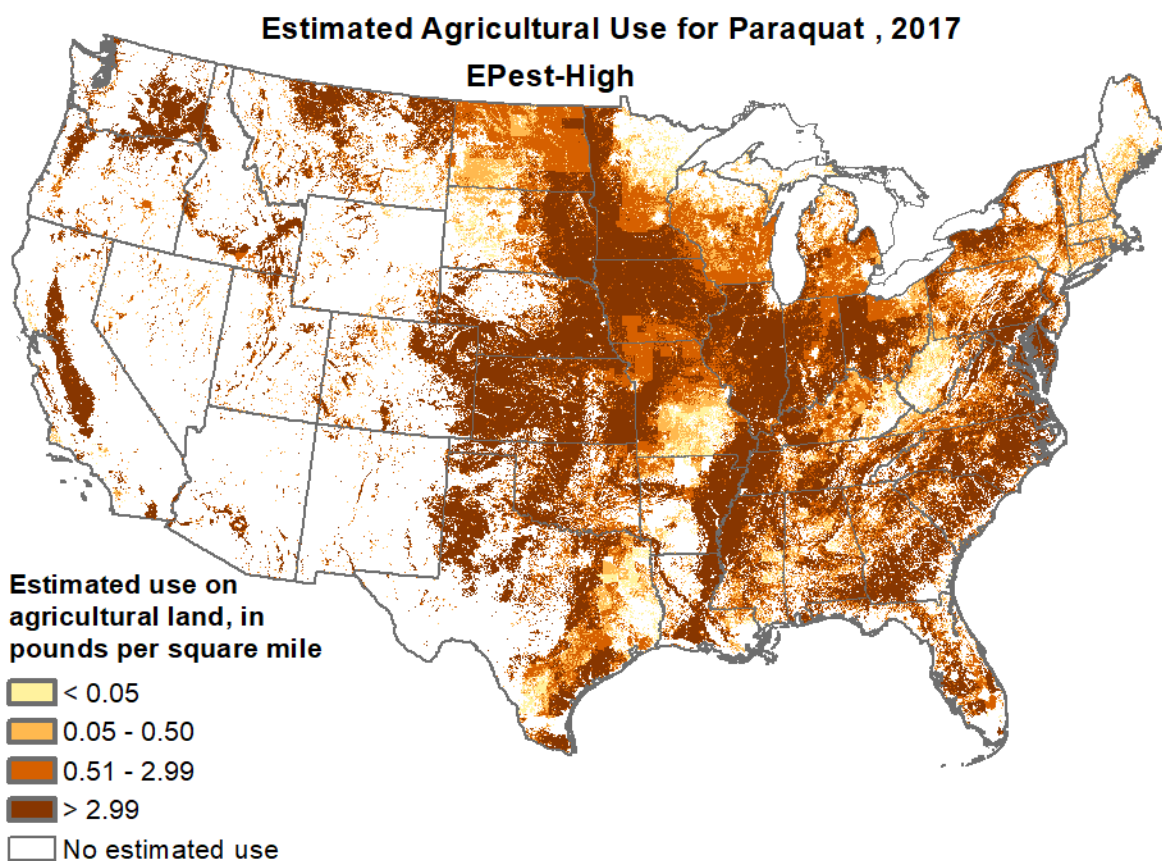 Estimated Agricultural Use for Paraquat , 2017
EPest-High
Estimated use on
agricultural land, in
pounds per square mile
< 0.05
0.05 - 0.50
0.51 - 2.99
> 2.99
No estimated use